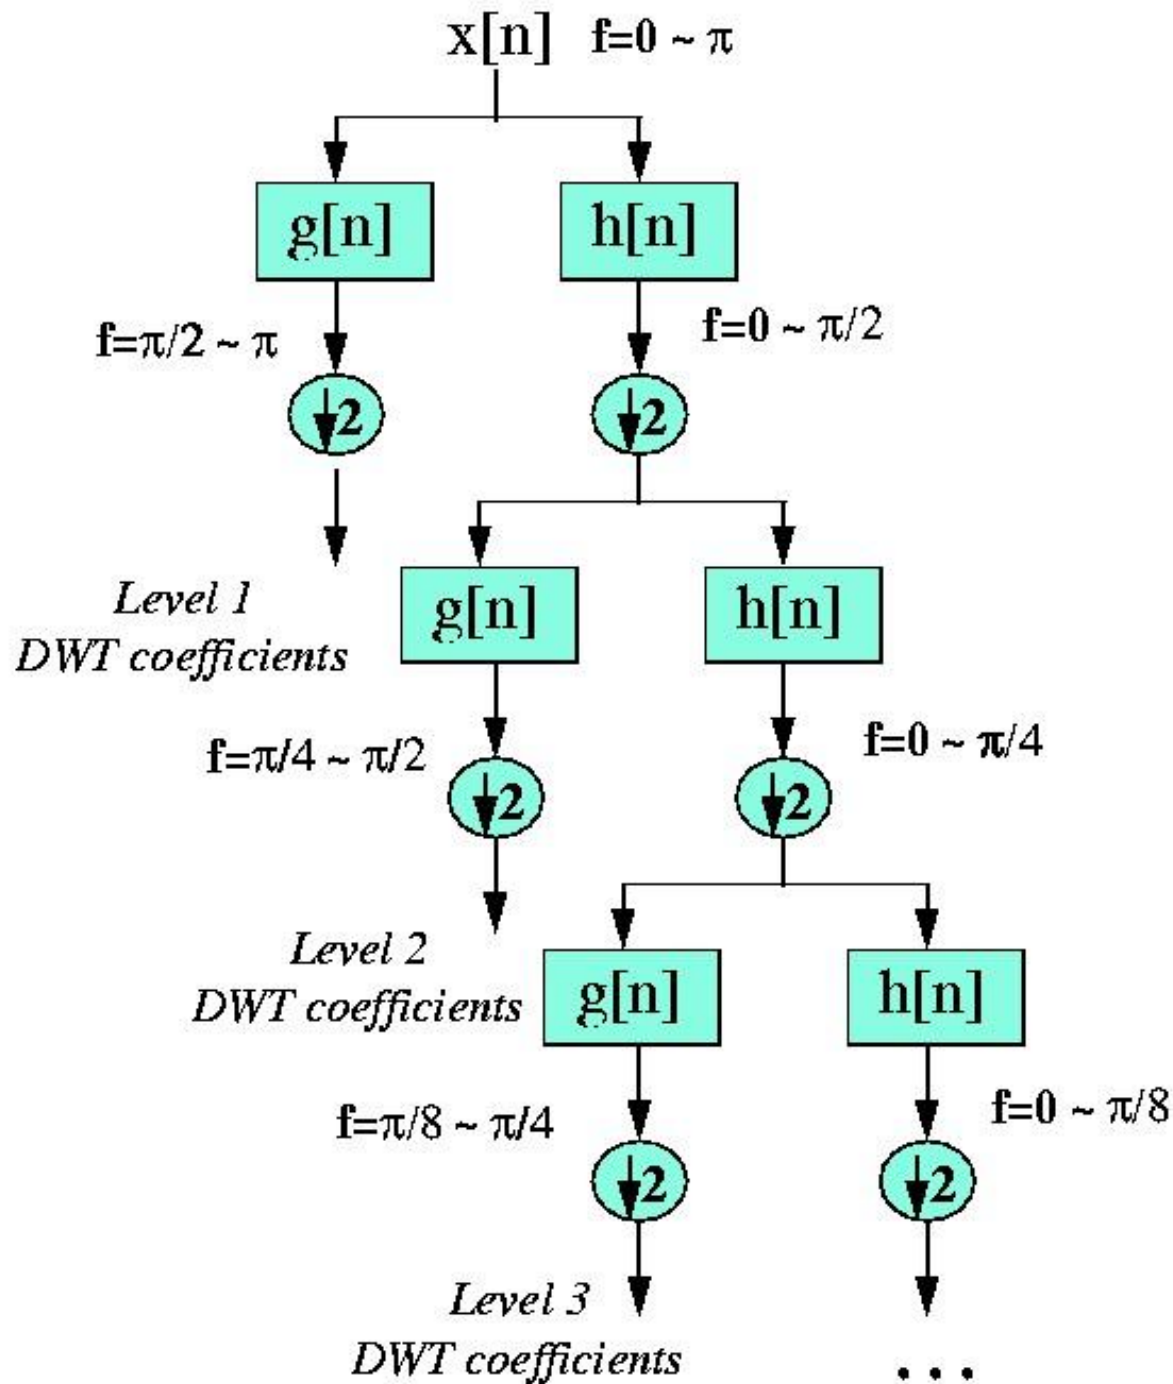 x[n] f=0 ~ π
g[n] h[n]
f=π/2 ~ π f=0 ~ π/2
2 2
g[n] h[n]
Level 1
DWT coefficients
f=π/4 ~ π/2 f=0 ~ π/4
2 2
g[n] h[n]
Level 2
DWT coefficients
f=π/8 ~ π/4 f=0 ~ π/8
2 2
Level 3
DWT coefficients . . .